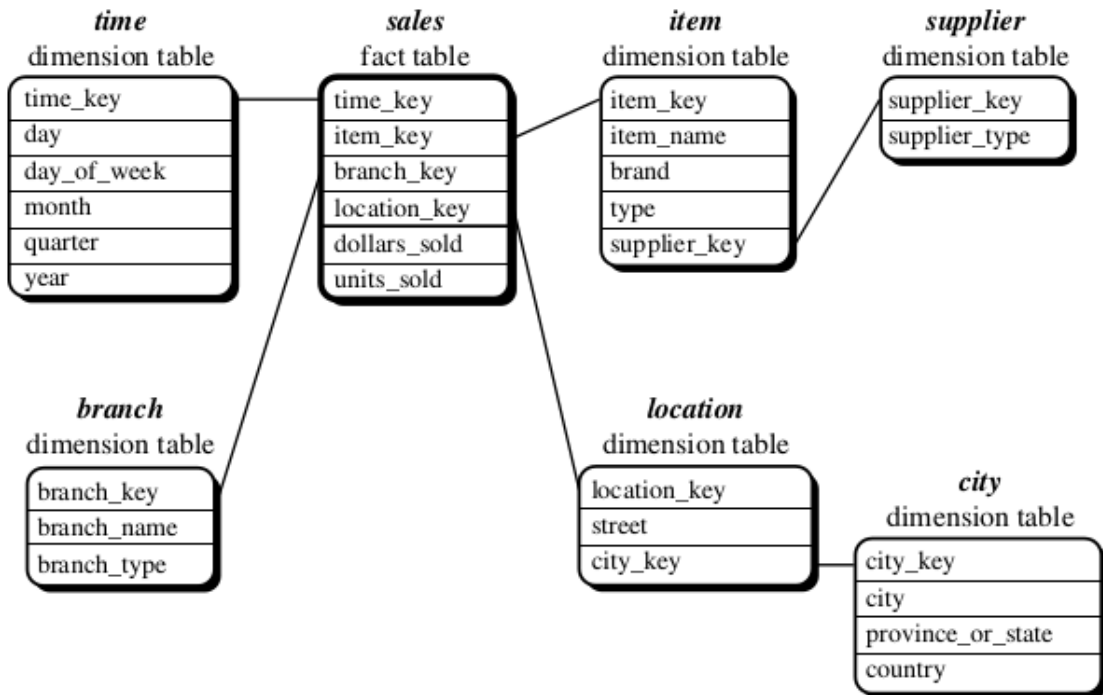 time
dimension table
time_key
day
day_of_week
month
quarter
year
sales
fact table
time_key
item_key
branch_key
location_key
dollars_sold
units_sold
item
dimension table
item_key
item_name
brand
type
supplier_key
supplier
dimension table
supplier_key
supplier_type
branch
dimension table
branch_key
branch_name
branch_type
location
dimension table
location_key
street
city_key
city
dimension table
city_key
city
province_or_state
country